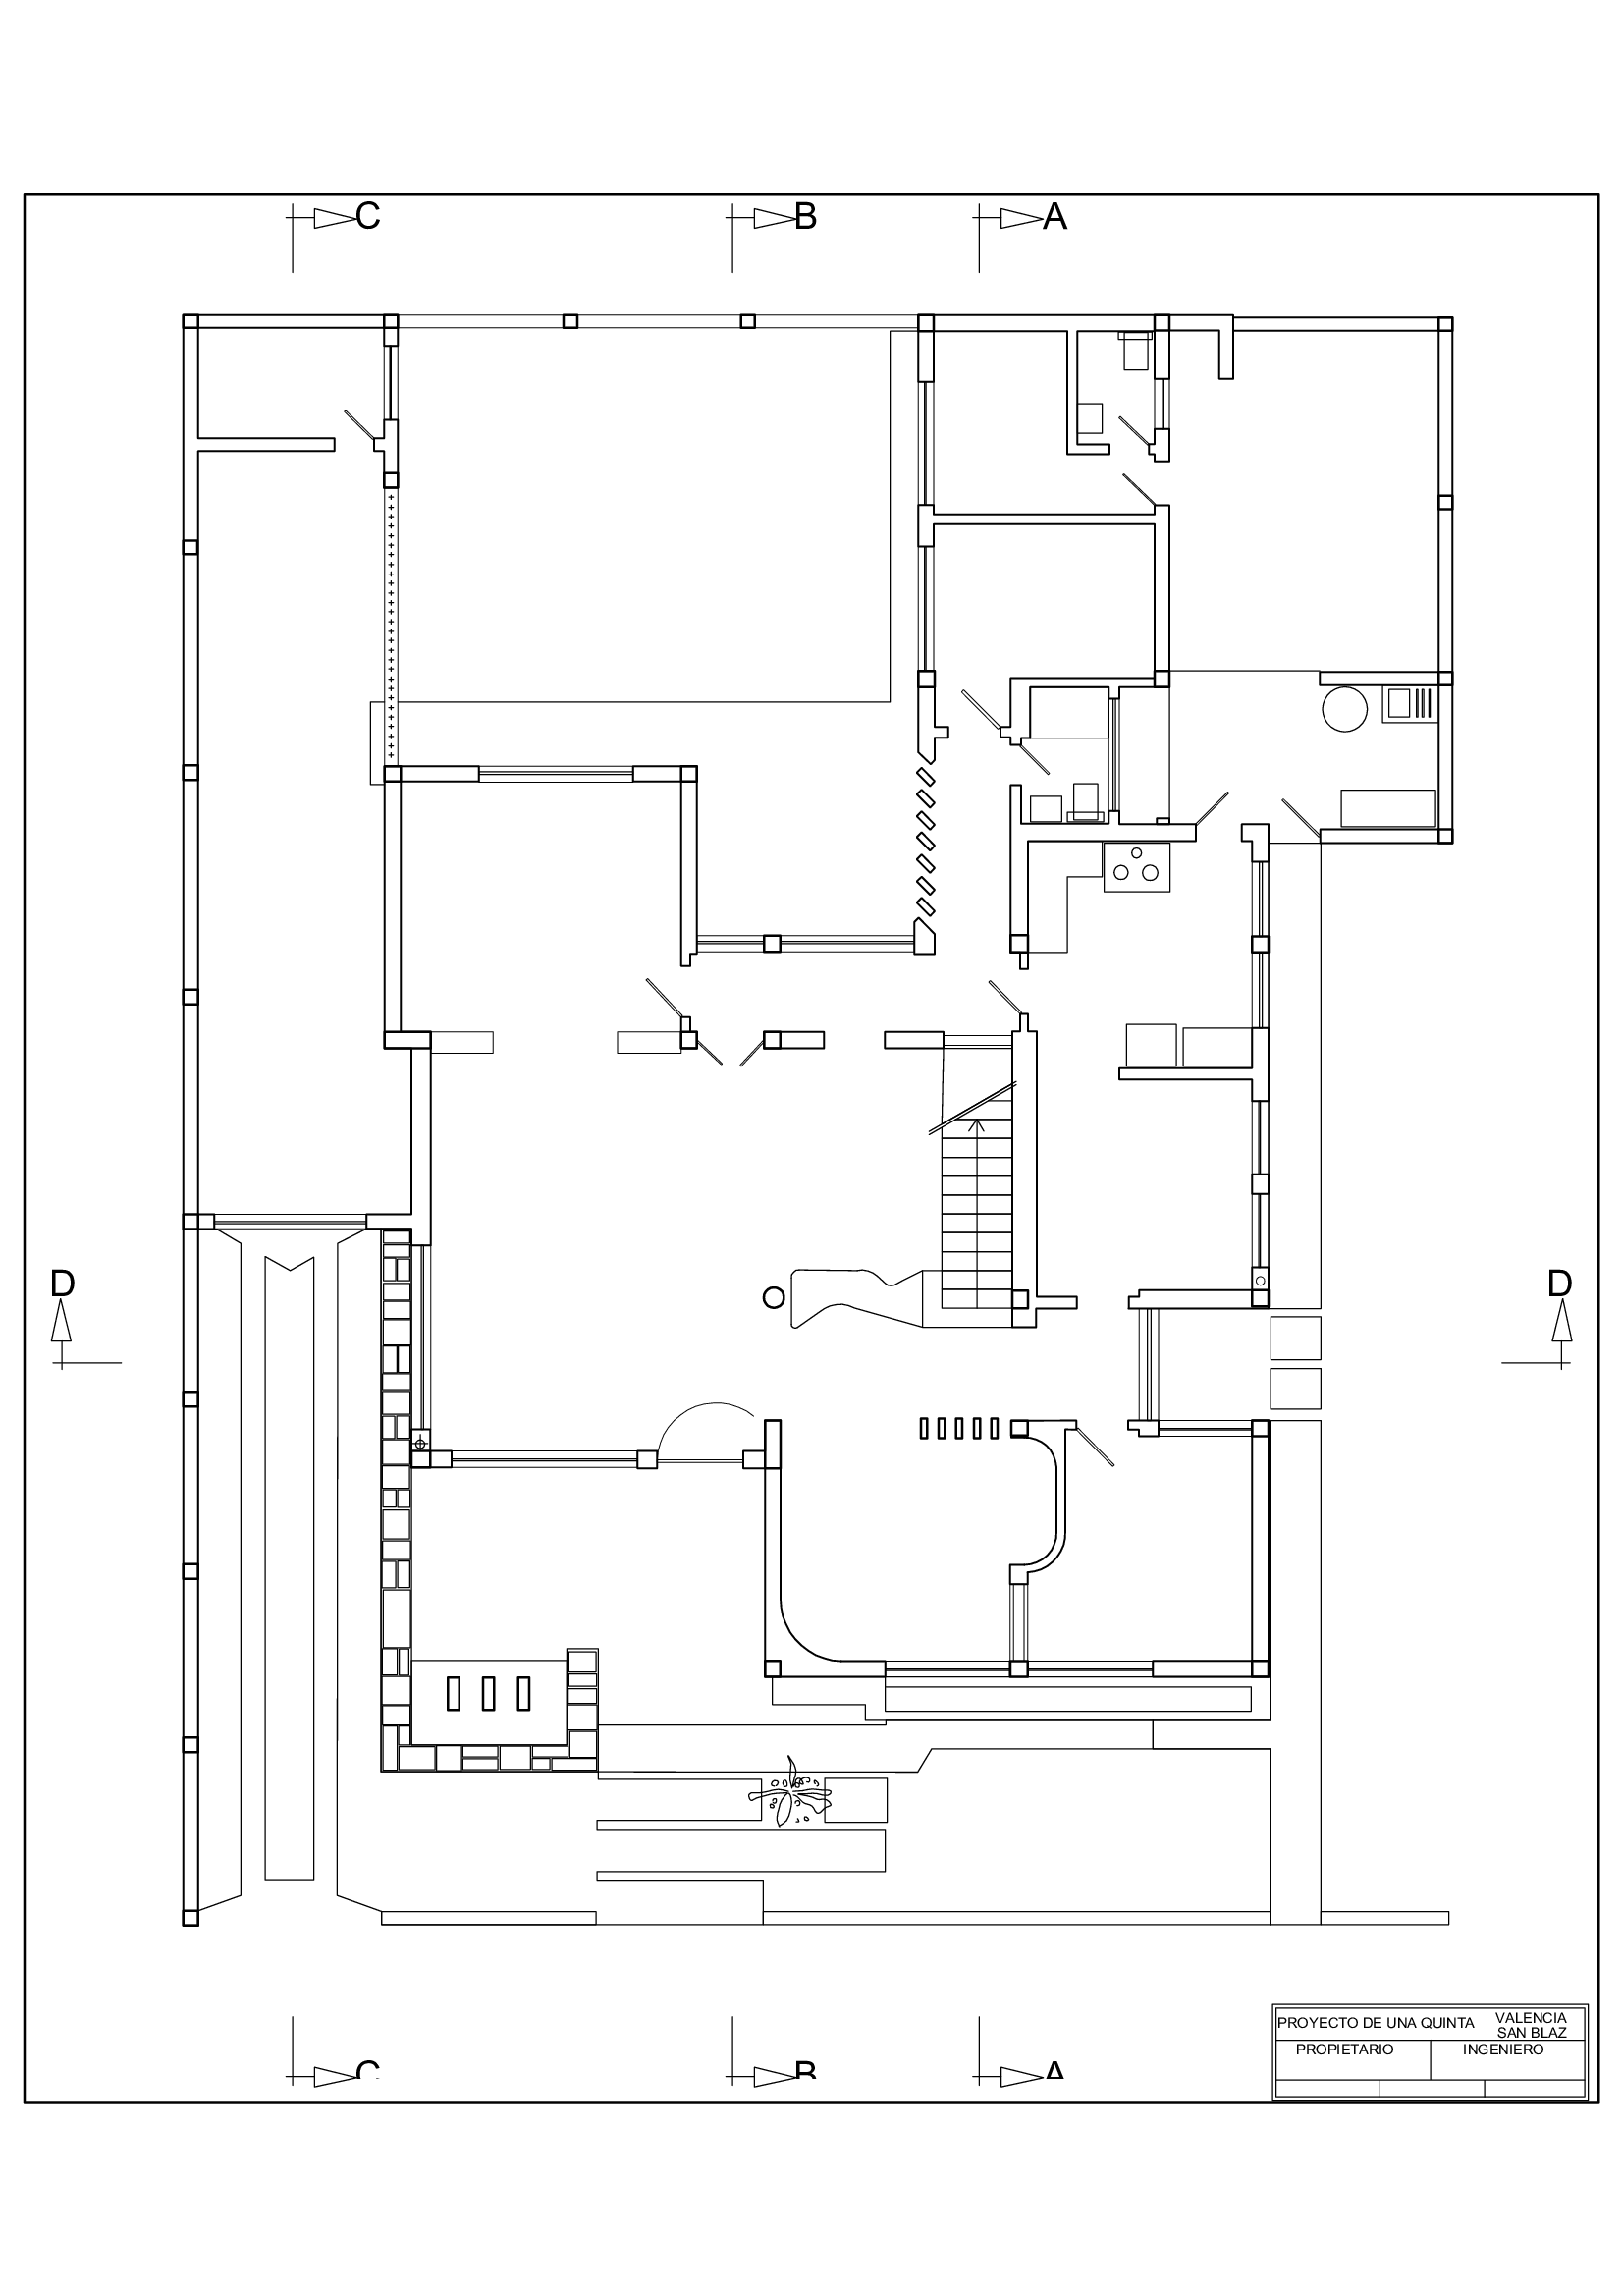 C B A
D D
PROYECTO DE UNA QUINTA VALENCIA
SAN BLAZ
PROPIETARIO INGENIERO
C B A